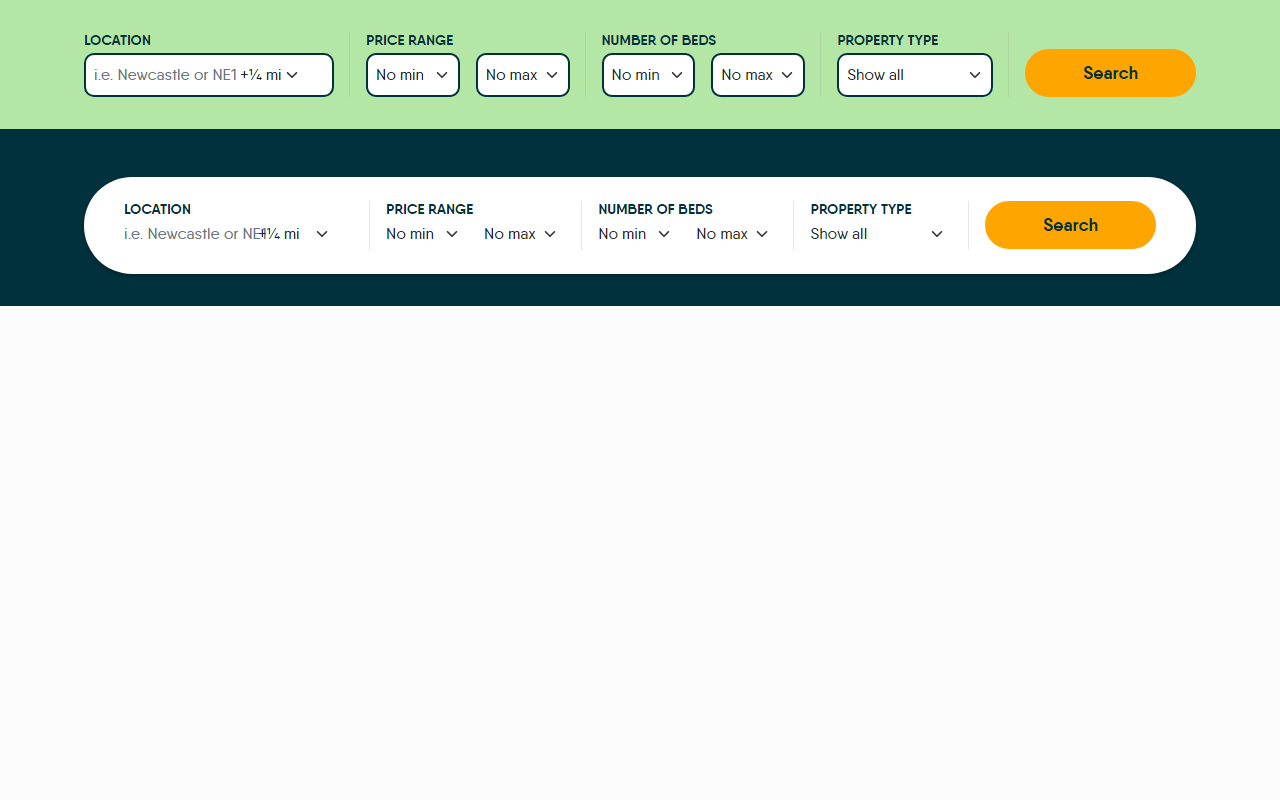 LOCATION PRICE RANGE NUMBER OF BEDS PROPERTY TYPE
i.e. Newcastle or NE1 +¼ mi No min No max No min No max Show all Search
LOCATION PRICE RANGE NUMBER OF BEDS PROPERTY TYPE
i.e. Newcastle or NE1 +¼ mi No min No max No min No max Show all Search